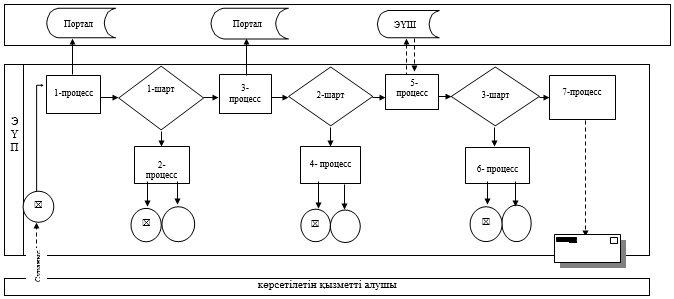 Портал
Портал
ЭҮШ
Э
Ү
П
1-процесс
1-шарт
3-
процесс
2-шарт
5-
процесс
3-шарт
7-процесс
2-
процесс
4- процесс
6- процесс
көрсетілетін қызметті алушы